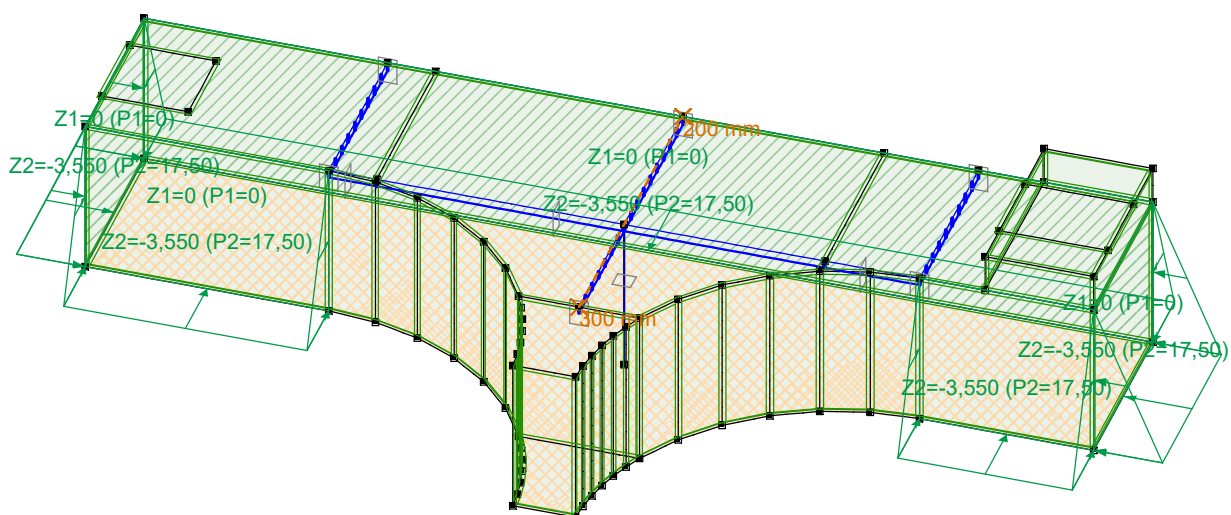 Z1=0 (P1=0)
200 mm
Z1=0 (P1=0)
Z2=-3,550 (P2=17,50)
Z1=0 (P1=0)
Z2=-3,550 (P2=17,50)
Z2=-3,550 (P2=17,50)
Z1=0 (P1=0)
300 mm
Z2=-3,550 (P2=17,50)
Z2=-3,550 (P2=17,50)